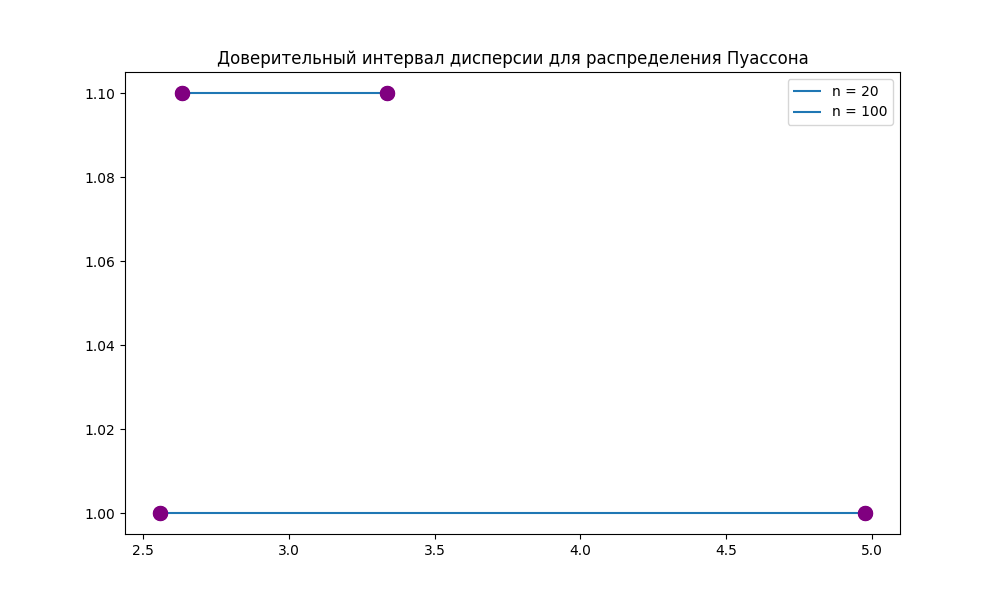 Доверительный интервал дисперсии для распределения Пуассона
n = 20
n = 100
1.10
1.08
1.06
1.04
1.02
1.00
2.5 3.0 3.5 4.0 4.5 5.0